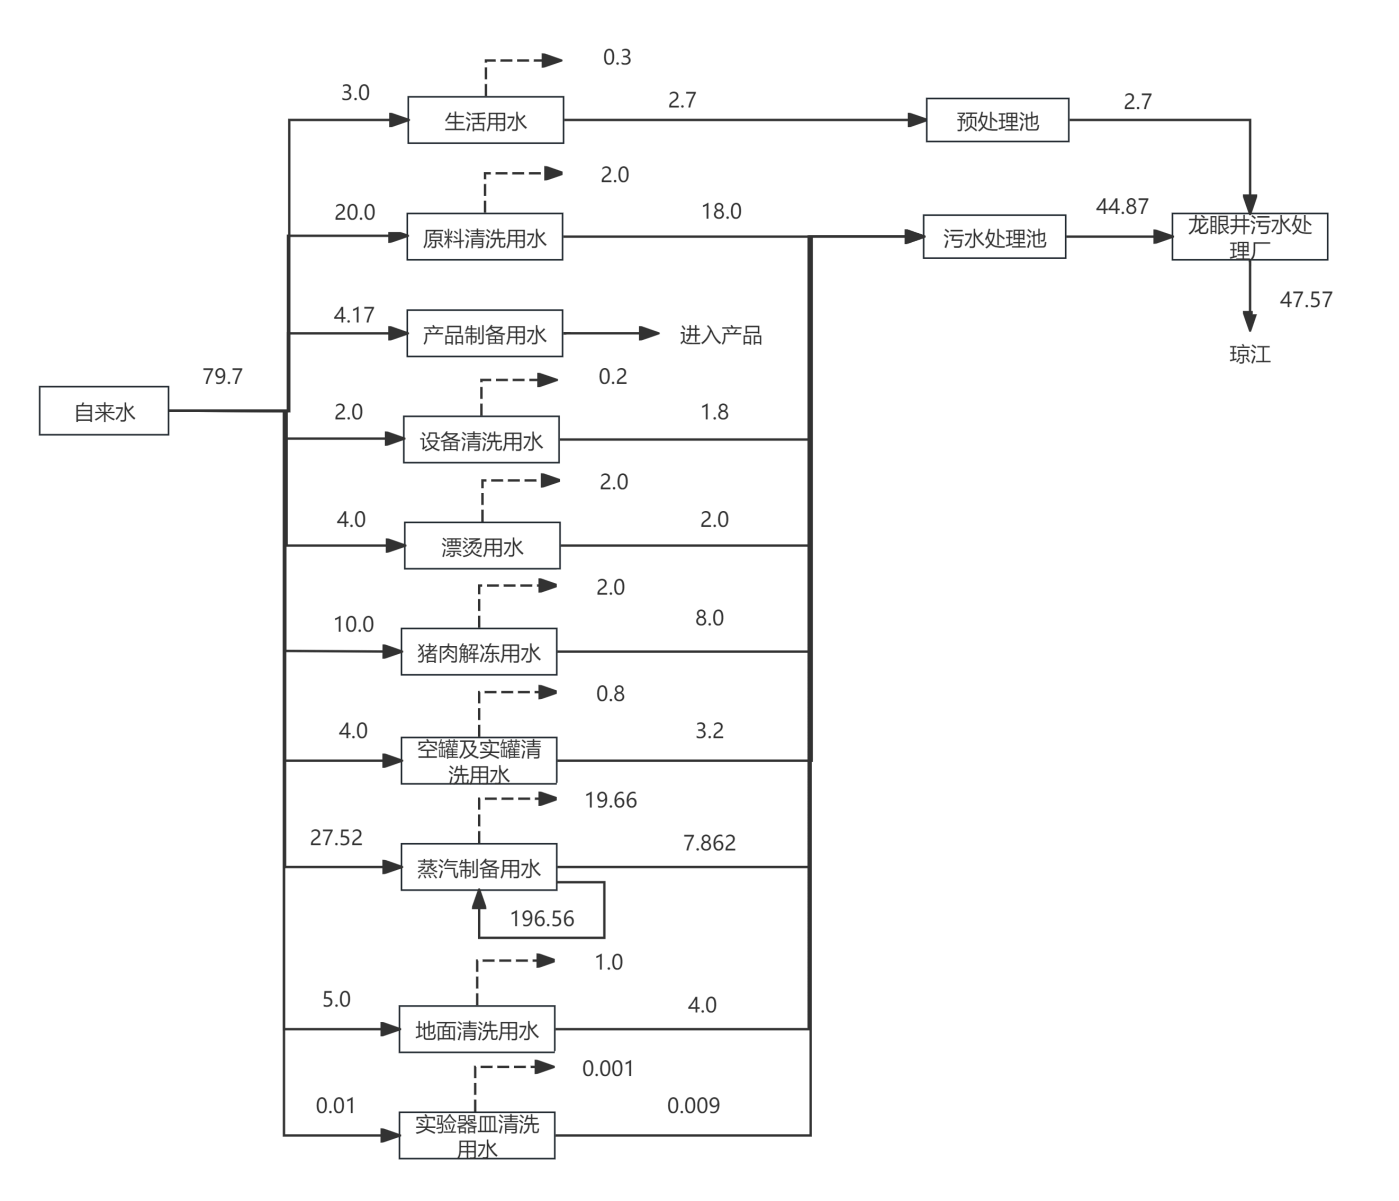 0.3
3.0
生活用水
2.7
预处理池
2.7
2.0
20.0
原料清洗用水
18.0
污水处理池
44.87
龙眼井污水处
理厂
47.57
琼江
4.17
产品制备用水
进入产品
79.7
自来水
0.2
2.0
设备清洗用水
1.8
2.0
4.0
漂烫用水
2.0
2.0
10.0
猪肉解冻用水
8.0
0.8
4.0
空罐及实罐清
洗用水
3.2
19.66
27.52
蒸汽制备用水
7.862
196.56
1.0
5.0
地面清洗用水
4.0
0.001
0.01
实验器皿清洗
用水
0.009